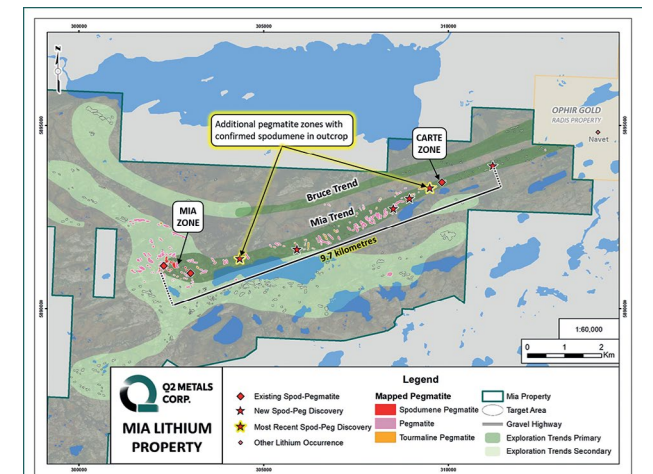 300000
305000
310000
N
5895000
5895000
Additional pegmatite zones with
confirmed spodumene in outcrop
OPHIR GOLD
RADIS PROPERTY
Navet
CARTE
ZONE
Bruce Trend
MIA
ZONE
Mia Trend
9.7 kilometres
5890000
5890000
1:60,000
0 1 2
Km
Q2 METALS
CORP.
MIA LITHIUM
PROPERTY
Legend
Existing Spod-Pegmatite
New Spod-Peg Discovery
Most Recent Spod-Peg Discovery
Other Lithium Occurrence
Mapped Pegmatite
Spodumene Pegmatite
Pegmatite
Tourmaline Pegmatite
Mia Property
Target Area
Gravel Highway
Exploration Trends Primary
Exploration Trends Secondary
300000
305000
310000